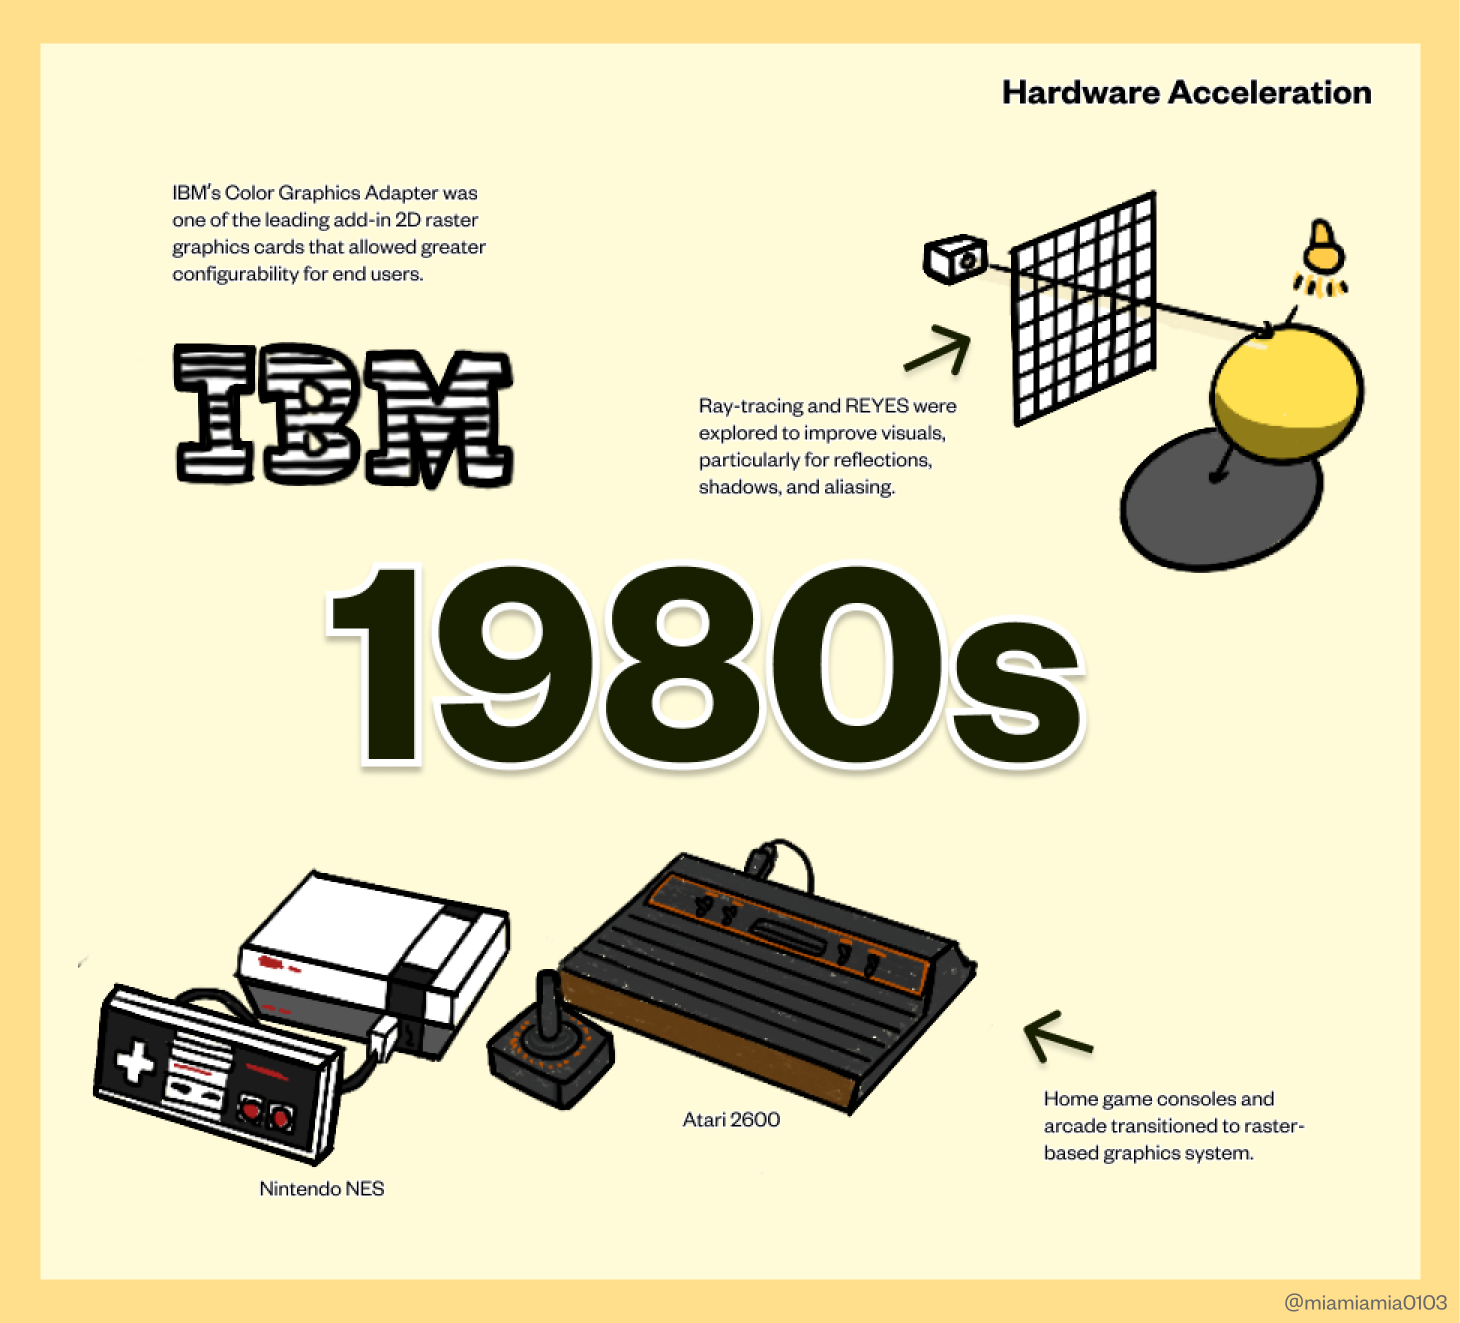 Hardware Acceleration
IBM's Color Graphics Adapter was
one of the leading add-in 2D raster
graphics cards that allowed greater
configurability for end users.
IBM
Ray-tracing and REYES were
explored to improve visuals,
particularly for reflections,
shadows, and aliasing.
1980s
Nintendo NES
Atari 2600
Home game consoles and
arcade transitioned to raster-
based graphics system.
@miamiamia0103